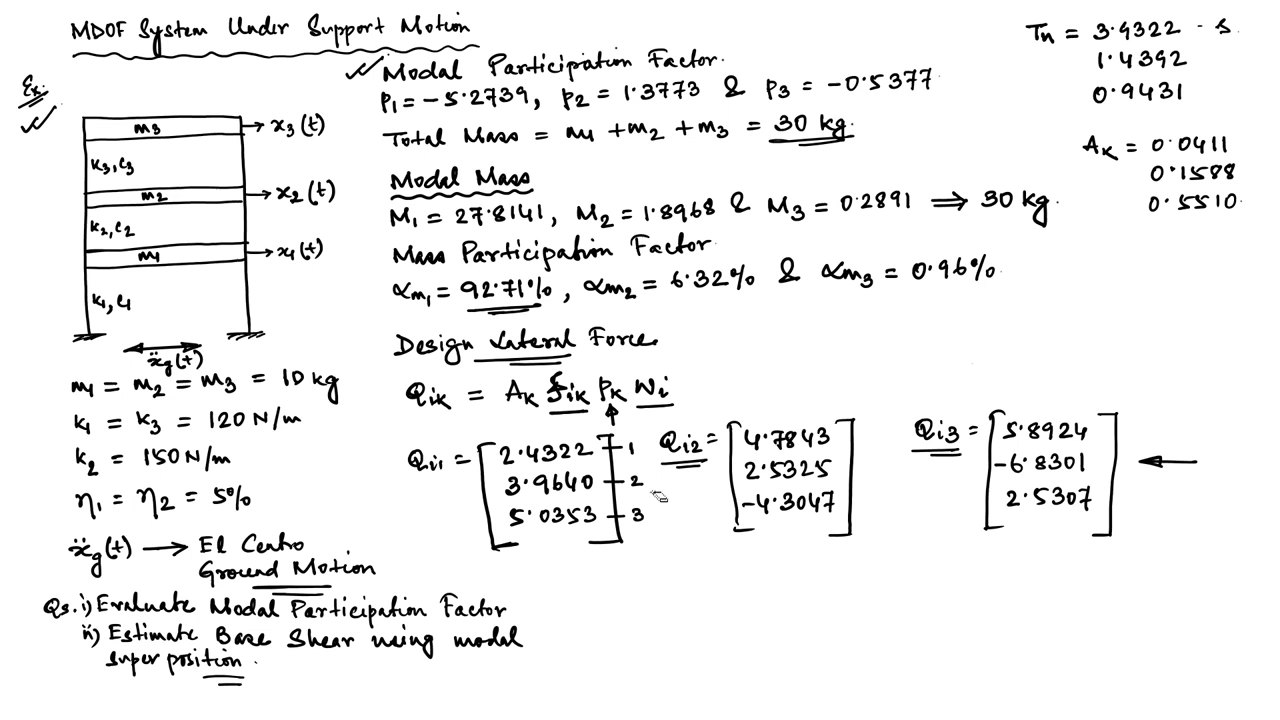 MDOF System Under Support Motion
Ex.
m3
x3(t)
k3, c3
m2
x2(t)
k2, c2
m1
x1(t)
k1, c1
ẍg(t)
m1 = m2 = m3 = 10 kg
k1 = k3 = 120 N/m
k2 = 150 N/m
η1 = η2 = 5%
ẍg(t) → El Centro
Ground Motion
Qs. i) Evaluate Modal Participation Factor
ii) Estimate Base Shear using modal
super position.
Modal Participation Factor.
P1 = -5.2739, P2 = 1.3773 & P3 = -0.5377
Total Mass = m1 + m2 + m3 = 30 kg.
Modal Mass
M1 = 27.8141, M2 = 1.8968 & M3 = 0.2891 ⇒ 30 kg.
Mass Participation Factor
αm1 = 92.71%, αm2 = 6.32% & αm3 = 0.96%
Design Lateral Force
Qik = Ak fik Pk Wi
Qi1 = [2.4322 1
3.9640 2
5.0353] 3
Qi2 = [4.7843
2.5325
-4.3047]
Qi3 = [5.8924
-6.8301
2.5307] ←
Tn = 3.4322 - s
1.4392
0.9431
Ak = 0.0411
0.1588
0.5510